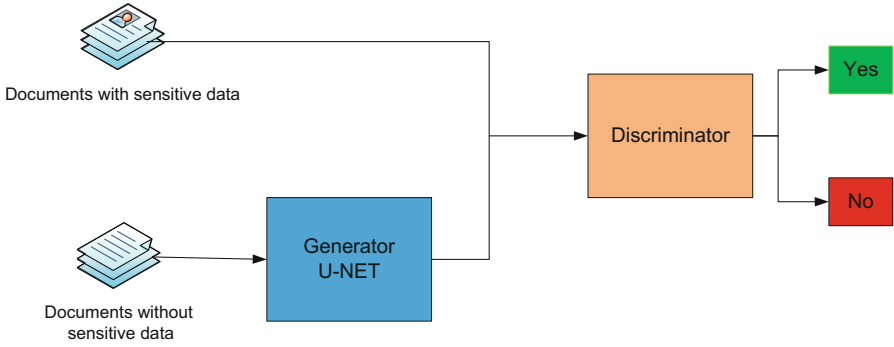 Documents with sensitive data
Yes
Discriminator
No
Generator
U-NET
Documents without
sensitive data